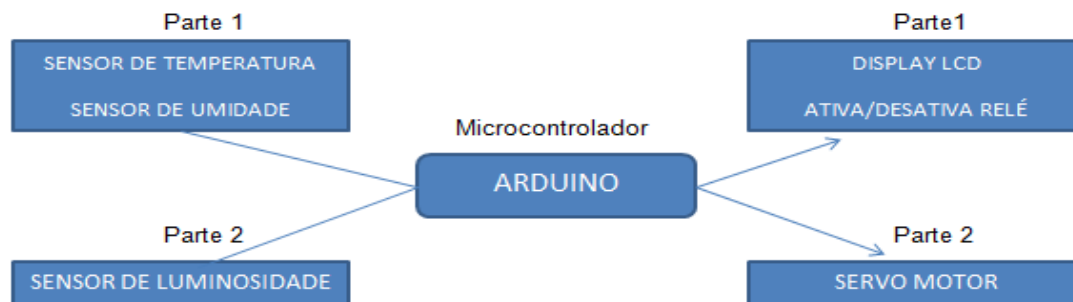 Parte 1
SENSOR DE TEMPERATURA
SENSOR DE UMIDADE
Parte 2
SENSOR DE LUMINOSIDADE
Microcontrolador
ARDUINO
Parte1
DISPLAY LCD
ATIVA/DESATIVA RELÉ
Parte 2
SERVO MOTOR